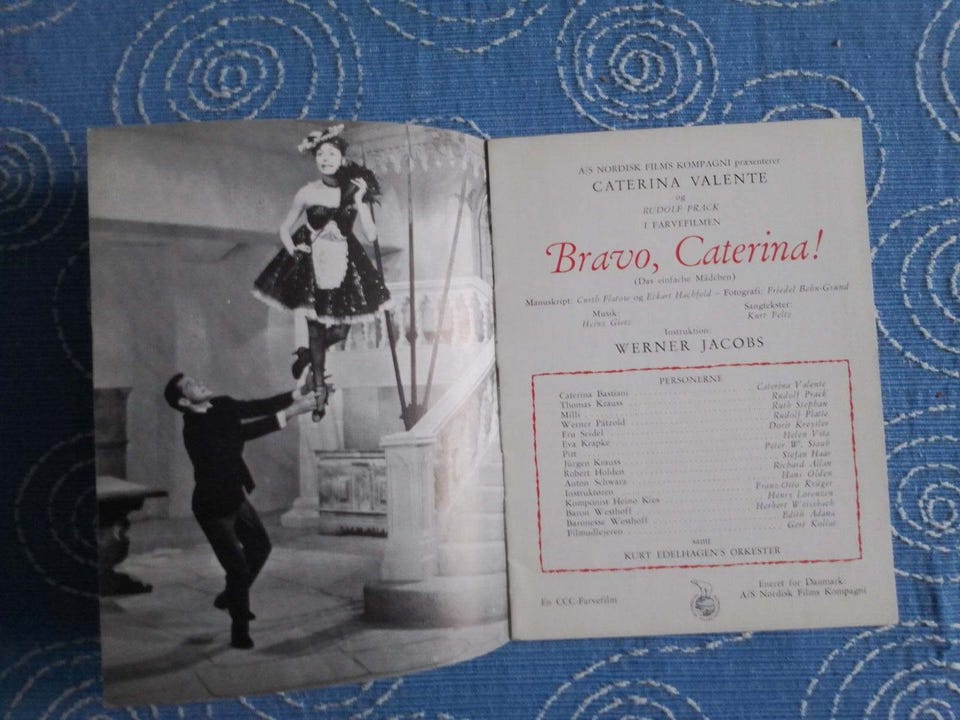 A/S NORDISK FILMS KOMPAGNI præsenterer
CATERINA VALENTE
og
RUDOLF PRACK
I FARVEFILMEN
Bravo, Caterina!
(Das einfache Mädchen)
Manuskript: Curth Flatow og Eckart Hachfeld – Fotografi: Friedel Behn-Grund
Musik: Sangtekster:
Heinz Gietz Kurt Feltz
Instruktion:
WERNER JACOBS
PERSONERNE
Caterina Bastiani Caterina Valente
Thomas Krauss Rudolf Prack
Milli Ruth Stephan
Werner Pätzold Rudolf Platte
Fru Seidel Dorit Kreysler
Eva Krapke Helen Vita
Pitt Peter W. Staub
Jürgen Krauss Stefan Haar
Robert Holden Richard Allan
Anton Schwarz Hans Olden
Instruktøren Franz-Otto Krüger
Komponist Heino Kies Henry Lorenzen
Baron Westhoff Herbert Weissbach
Baronesse Westhoff Edith Adana
Filmudlejeren Gert Kollat
samt
KURT EDELHAGEN'S ORKESTER
En CCC-Farvefilm
Eneret for Danmark:
A/S Nordisk Films Kompagni